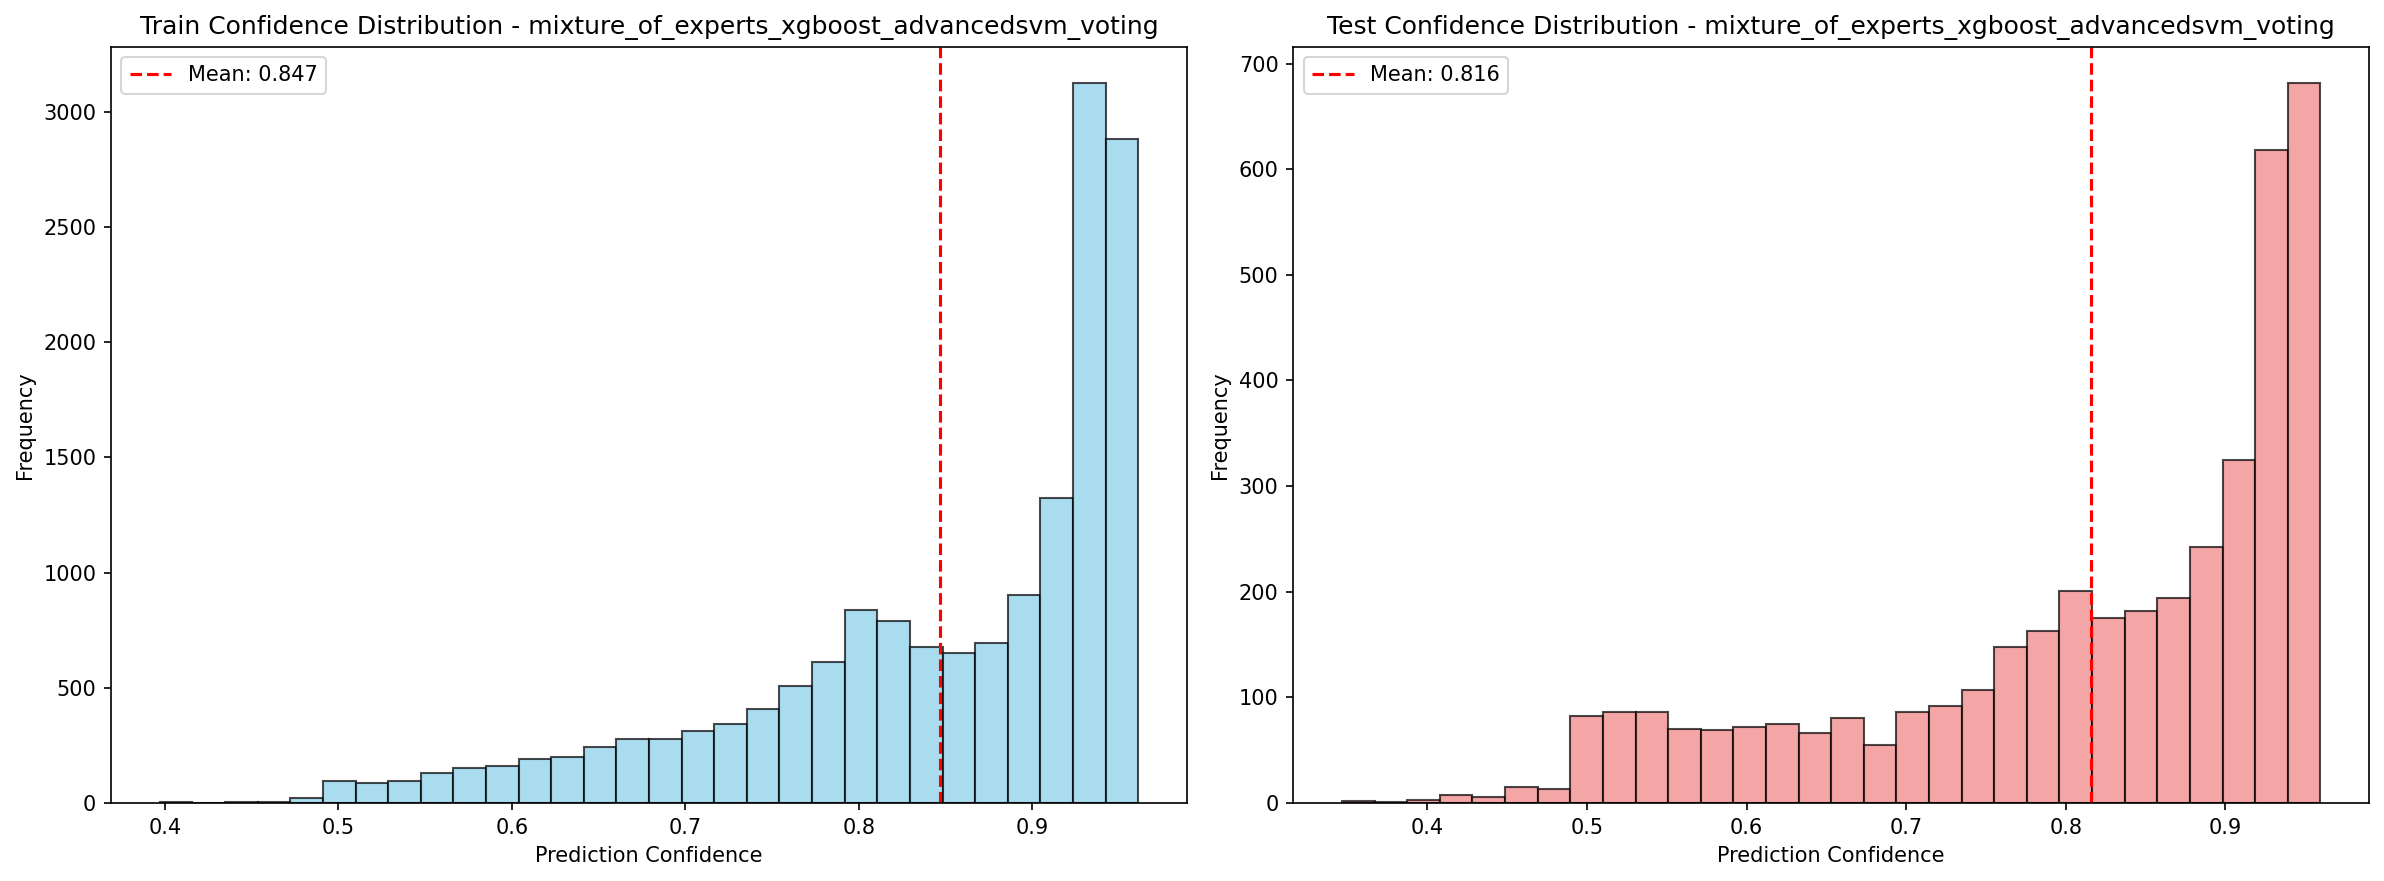 Train Confidence Distribution - mixture_of_experts_xgboost_advancedsvm_voting
Mean: 0.847
3000
2500
2000
1500
1000
500
0
Frequency
0.4 0.5 0.6 0.7 0.8 0.9
Prediction Confidence
Test Confidence Distribution - mixture_of_experts_xgboost_advancedsvm_voting
Mean: 0.816
700
600
500
400
300
200
100
0
Frequency
0.4 0.5 0.6 0.7 0.8 0.9
Prediction Confidence